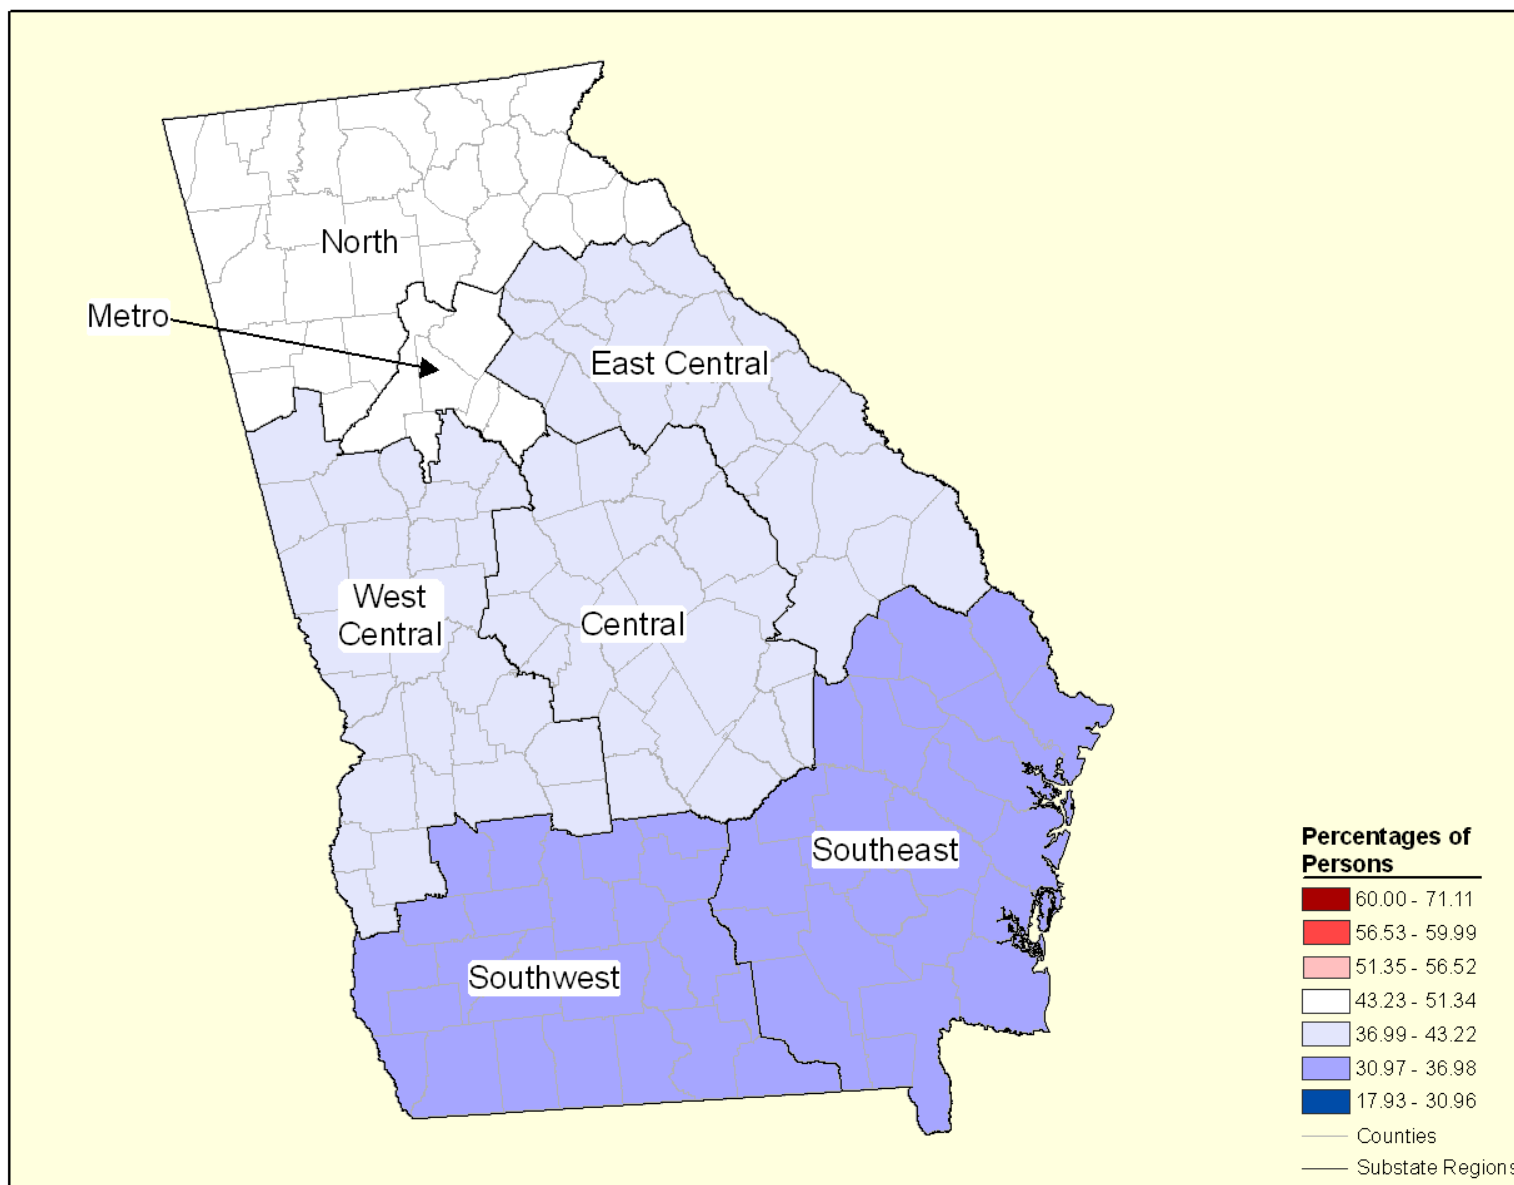 North
Metro
East Central
West
Central
Central
Southeast
Southwest
Percentages of
Persons
60.00 - 71.11
56.53 - 59.99
51.35 - 56.52
43.23 - 51.34
36.99 - 43.22
30.97 - 36.98
17.93 - 30.96
Counties
Substate Regions